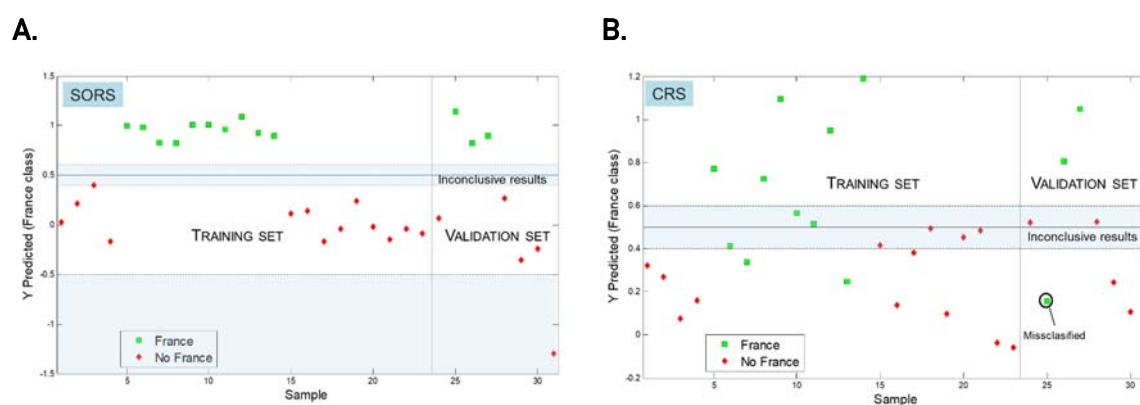 A.
SORS
Y Predicted (France class)
1.5
1
0.5
0
-0.5
-1
-1.5
Inconclusive results
TRAINING SET
VALIDATION SET
France
No France
5
10
15
20
25
30
Sample
B.
CRS
Y Predicted (France class)
1.2
1
0.8
0.6
0.4
0.2
0
-0.2
TRAINING SET
VALIDATION SET
Inconclusive results
Missclasified
France
No France
5
10
15
20
25
30
Sample